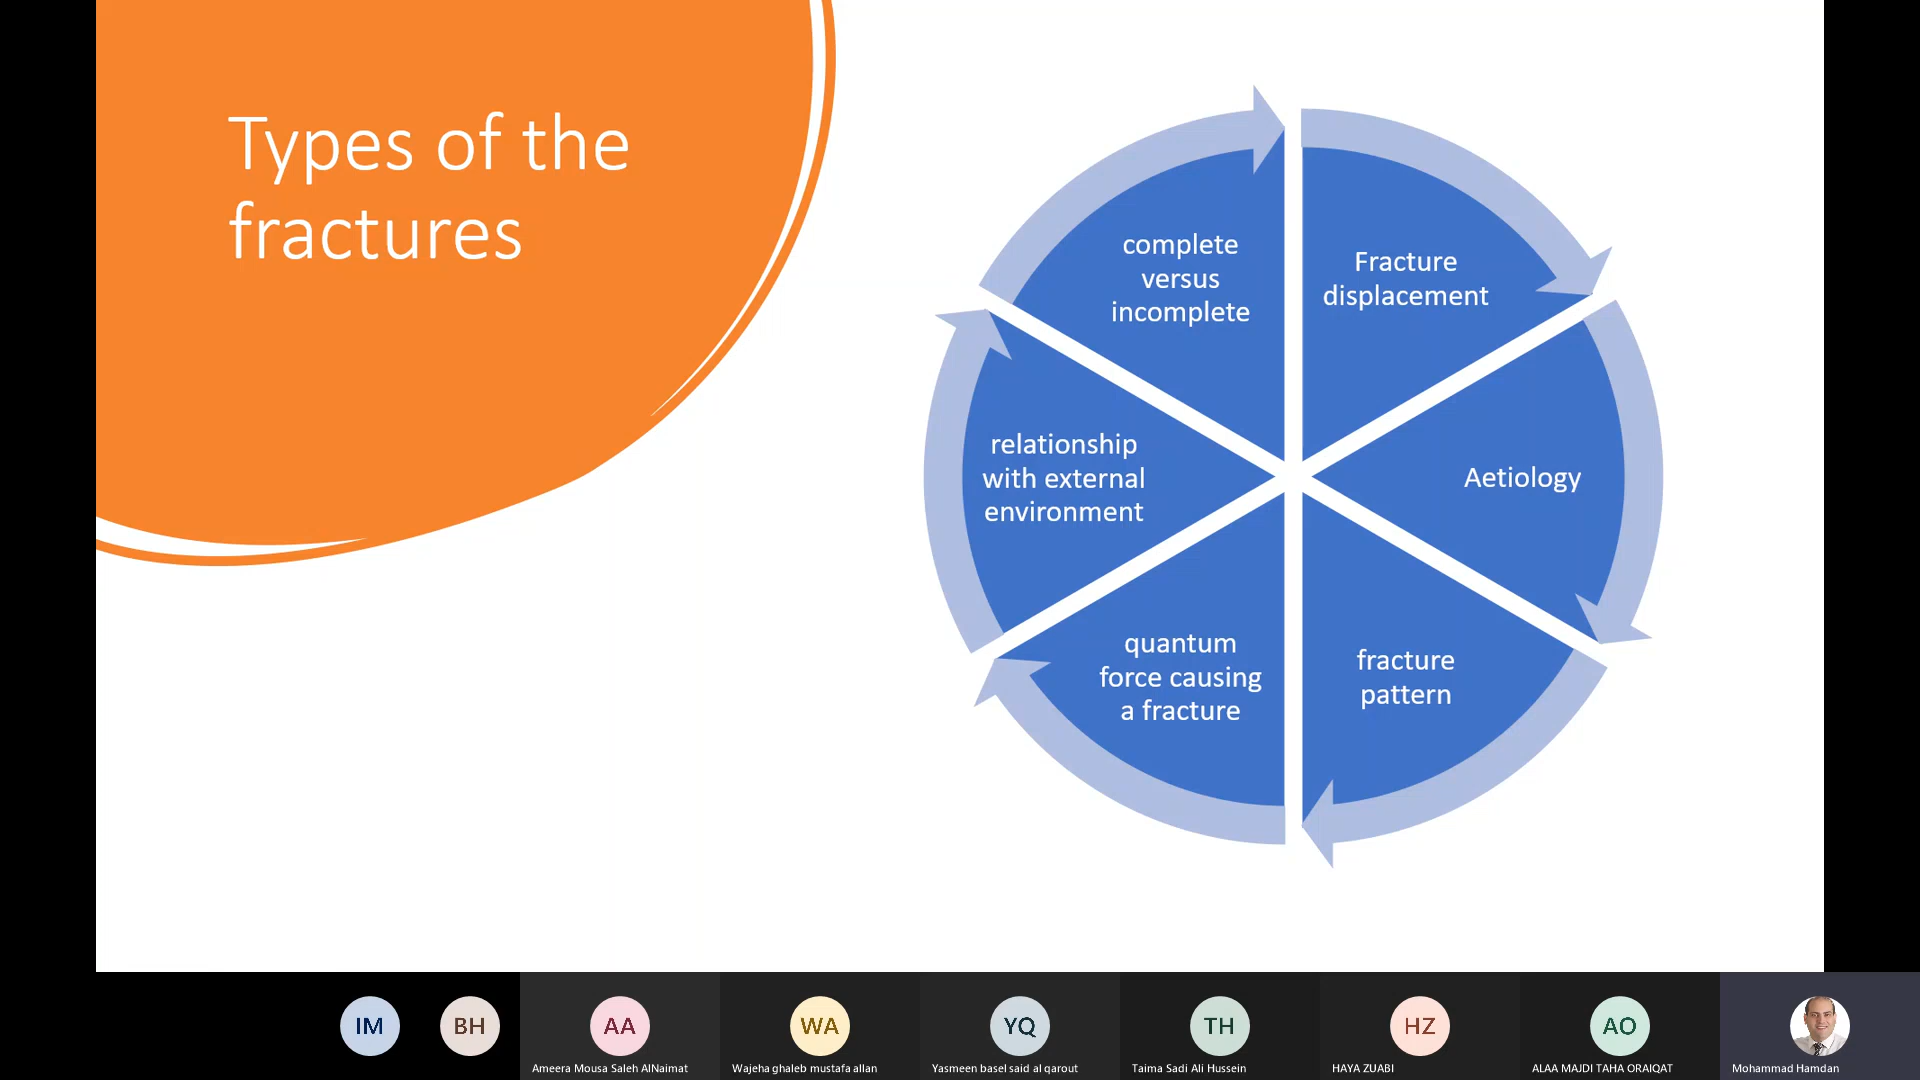 Types of the
fractures
complete
versus
incomplete
Fracture
displacement
relationship
with external
environment
Aetiology
quantum
force causing
a fracture
fracture
pattern
IM
BH
AA
WA
YQ
TH
HZ
AO
Ameera Mousa Saleh AlNaimat
Wajeha ghaleb mustafa allan
Yasmeen basel said al qarout
Taima Sadi Ali Hussein
HAYA ZUABI
ALAA MAJDI TAHA ORAIQAT
Mohammad Hamdan